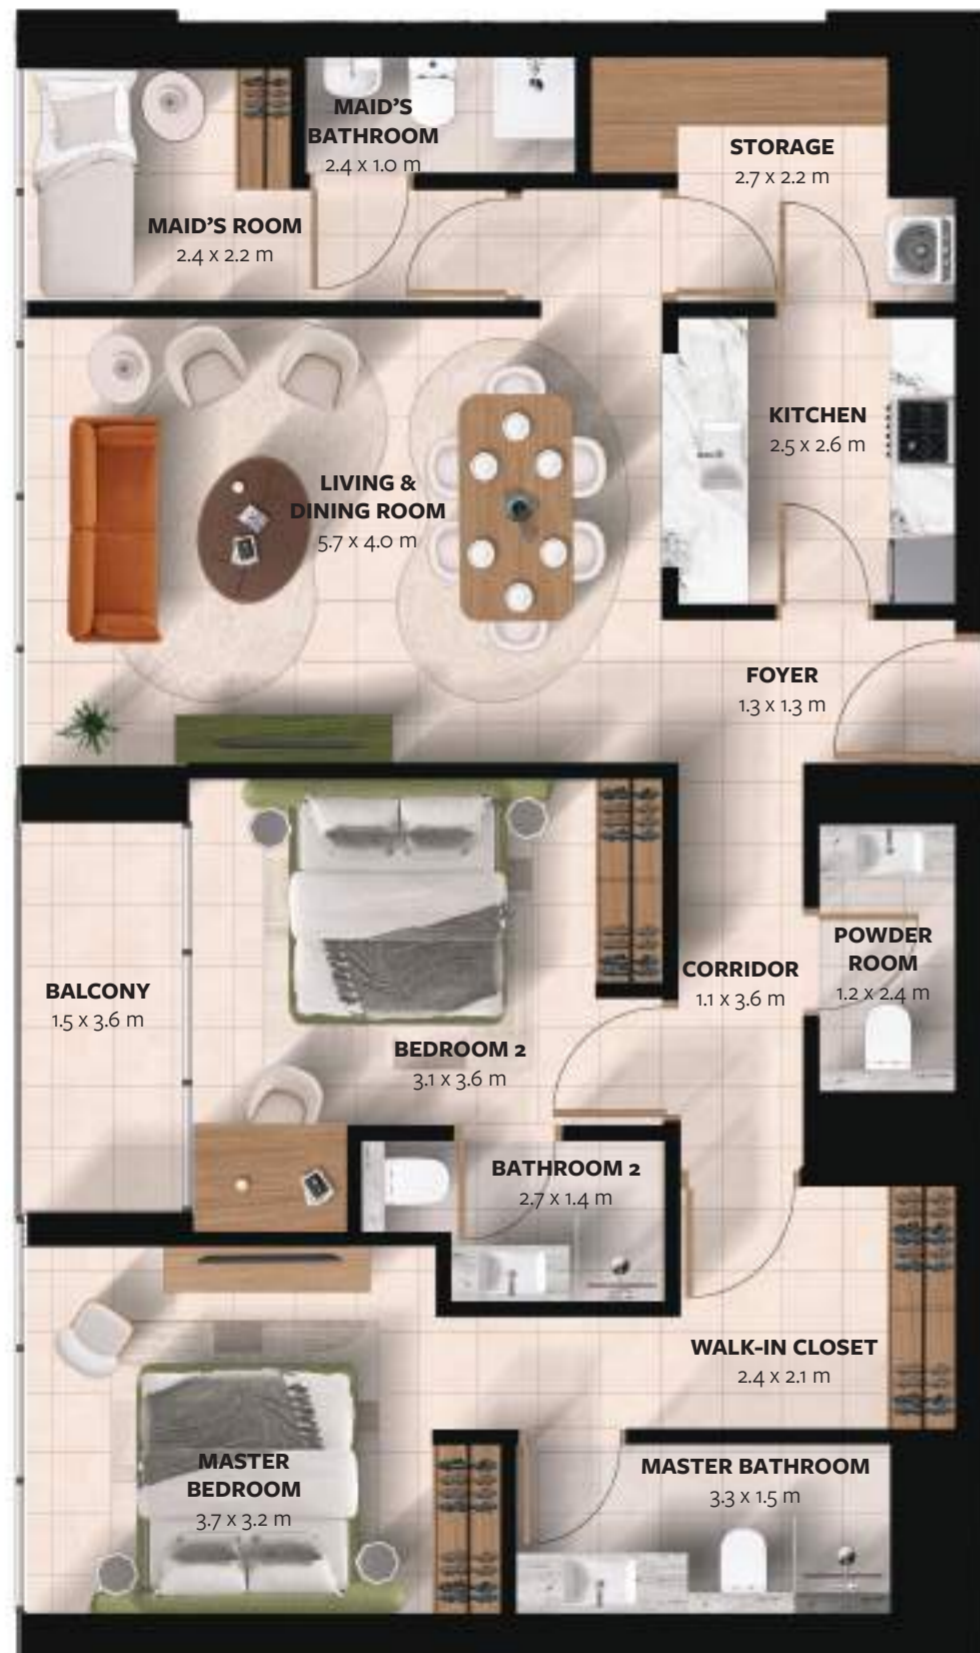 MAID'S
BATHROOM
2.4 x 1.0 m
STORAGE
2.7 x 2.2 m
MAID'S ROOM
2.4 x 2.2 m
KITCHEN
2.5 x 2.6 m
LIVING &
DINING ROOM
5.7 x 4.0 m
FOYER
1.3 x 1.3 m
POWDER
ROOM
1.2 x 2.4 m
CORRIDOR
1.1 x 3.6 m
BALCONY
1.5 x 3.6 m
BEDROOM 2
3.1 x 3.6 m
BATHROOM 2
2.7 x 1.4 m
WALK-IN CLOSET
2.4 x 2.1 m
MASTER
BEDROOM
3.7 x 3.2 m
MASTER BATHROOM
3.3 x 1.5 m